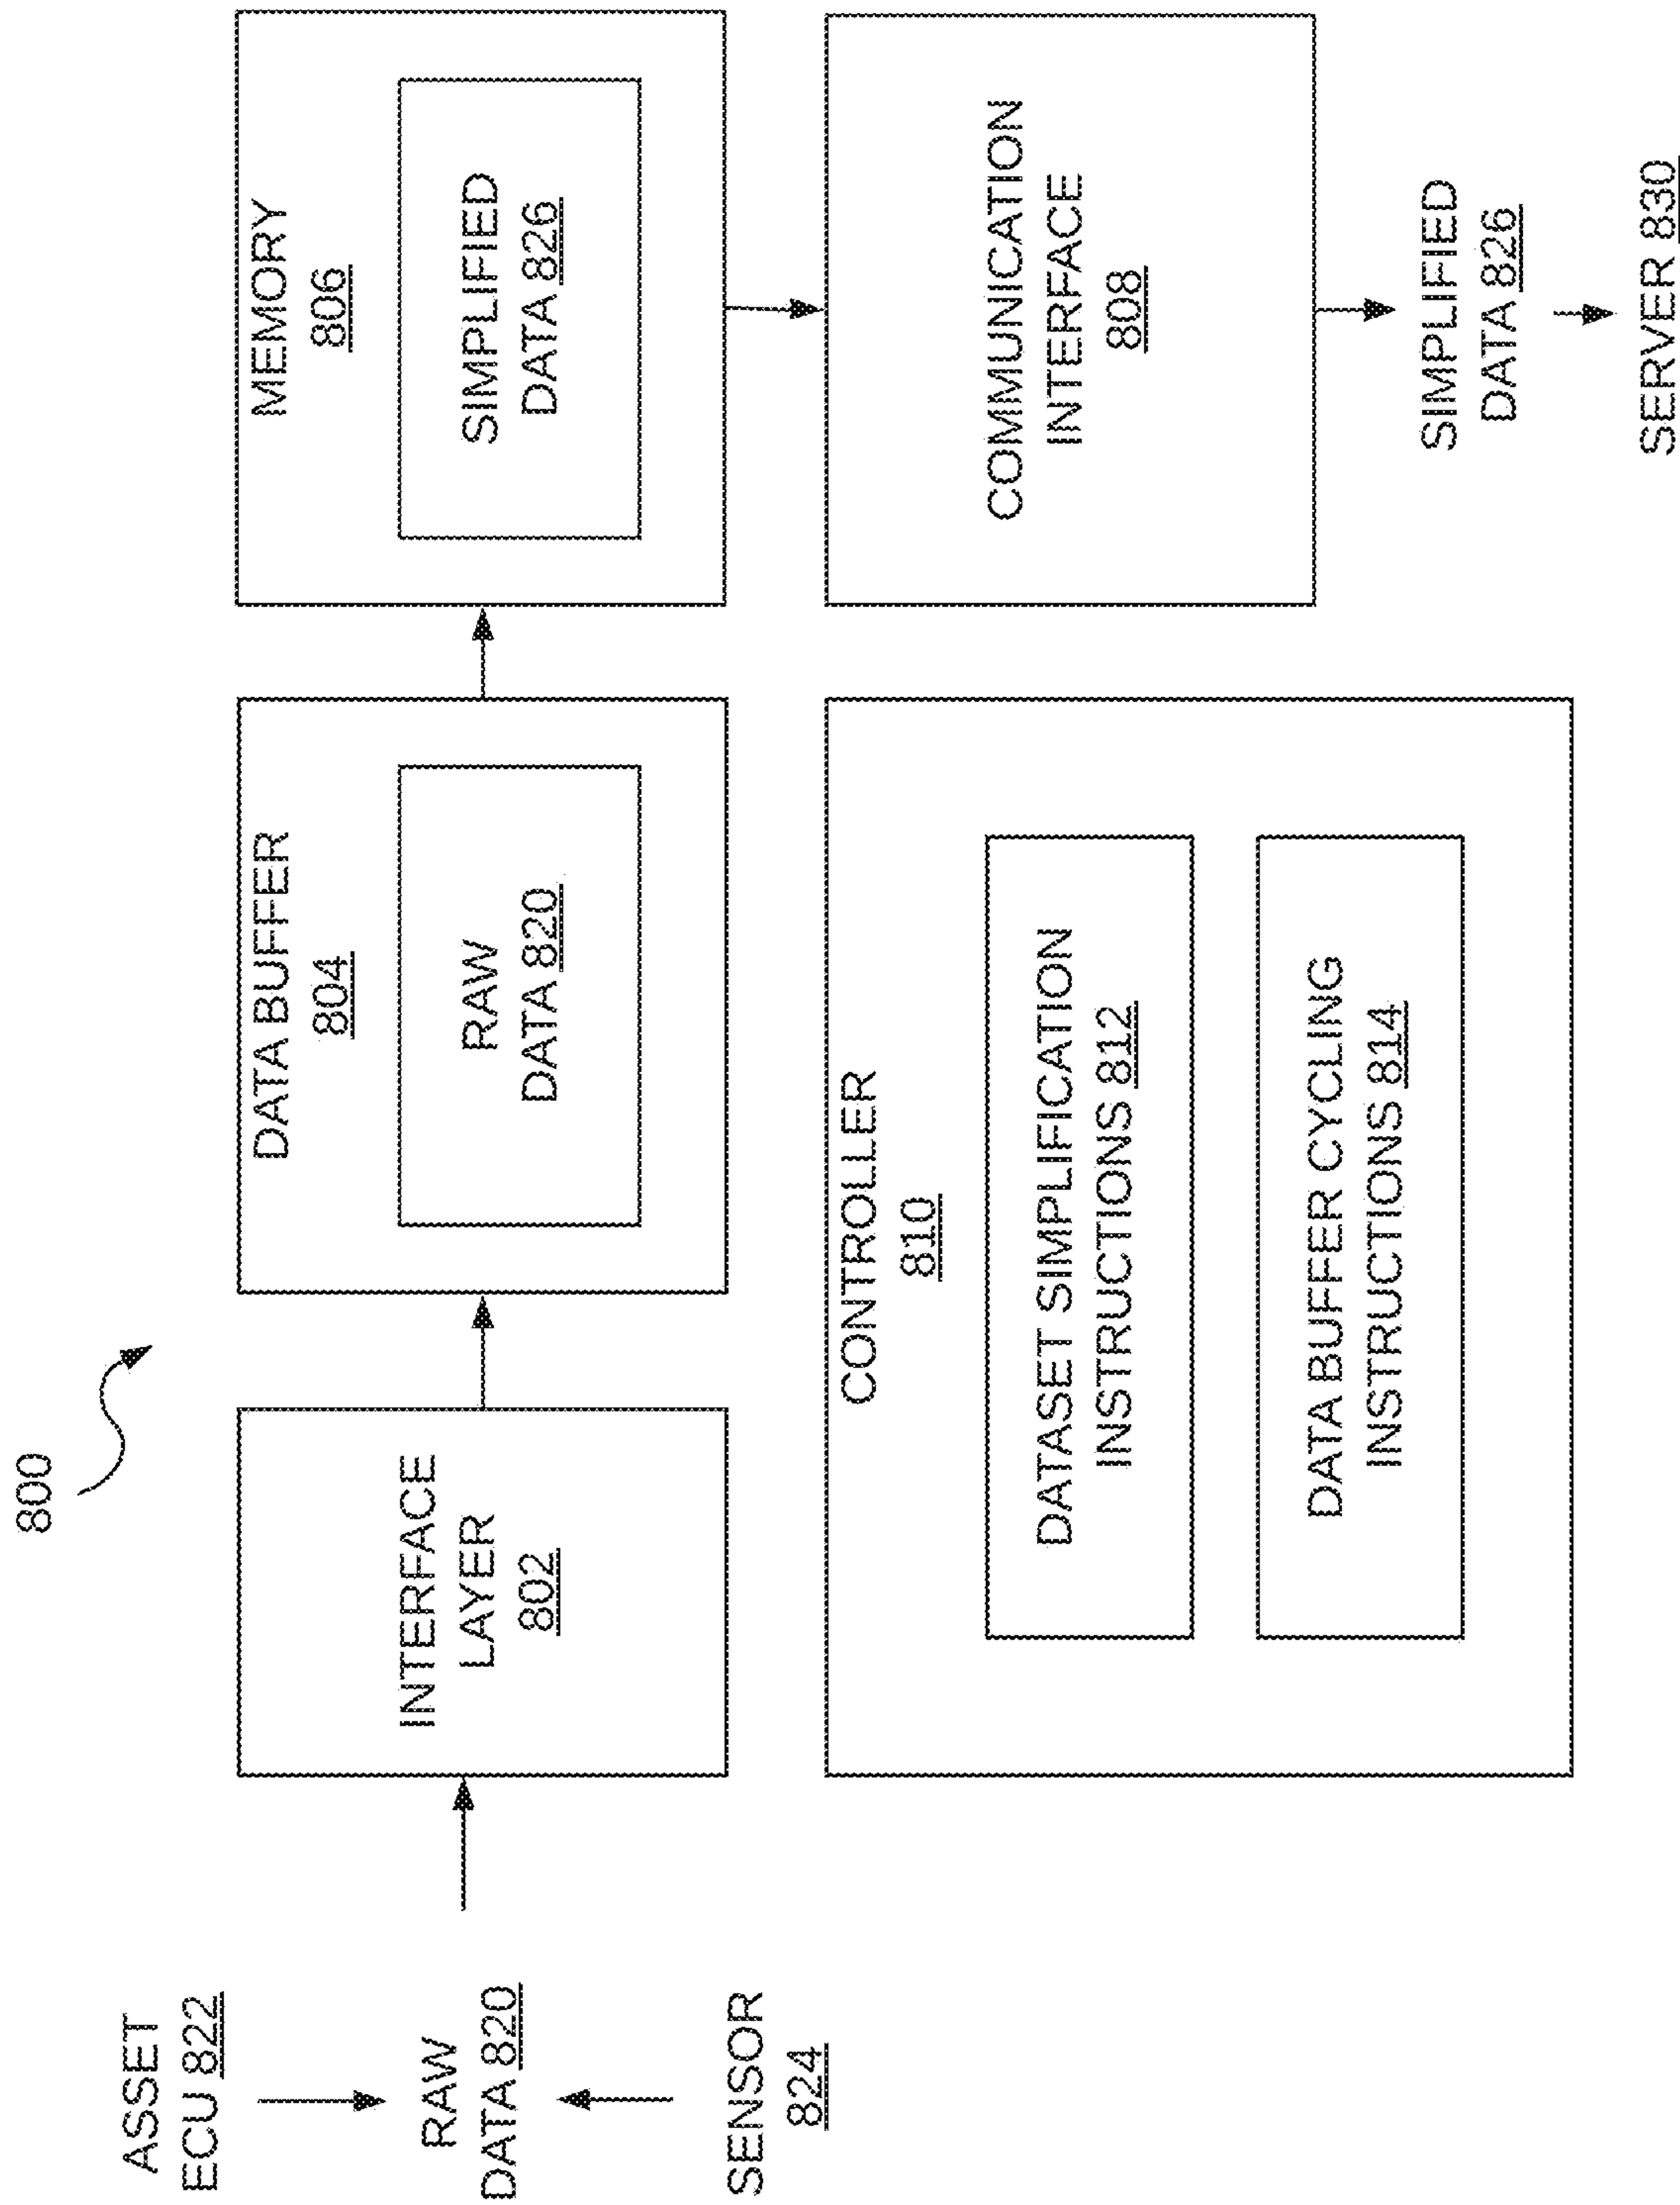 800
ASSET
ECU 822
RAW
DATA 820
SENSOR
824
INTERFACE
LAYER
802
DATA BUFFER
804
RAW
DATA 820
MEMORY
806
SIMPLIFIED
DATA 826
CONTROLLER
810
DATASET SIMPLIFICATION
INSTRUCTIONS 812
DATA BUFFER CYCLING
INSTRUCTIONS 814
COMMUNICATION
INTERFACE
808
SIMPLIFIED
DATA 826
SERVER 830